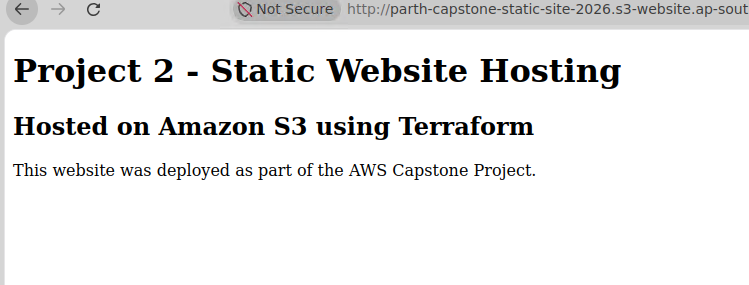 Not Secure http://parth-capstone-static-site-2026.s3-website.ap-sout
Project 2 - Static Website Hosting
Hosted on Amazon S3 using Terraform
This website was deployed as part of the AWS Capstone Project.